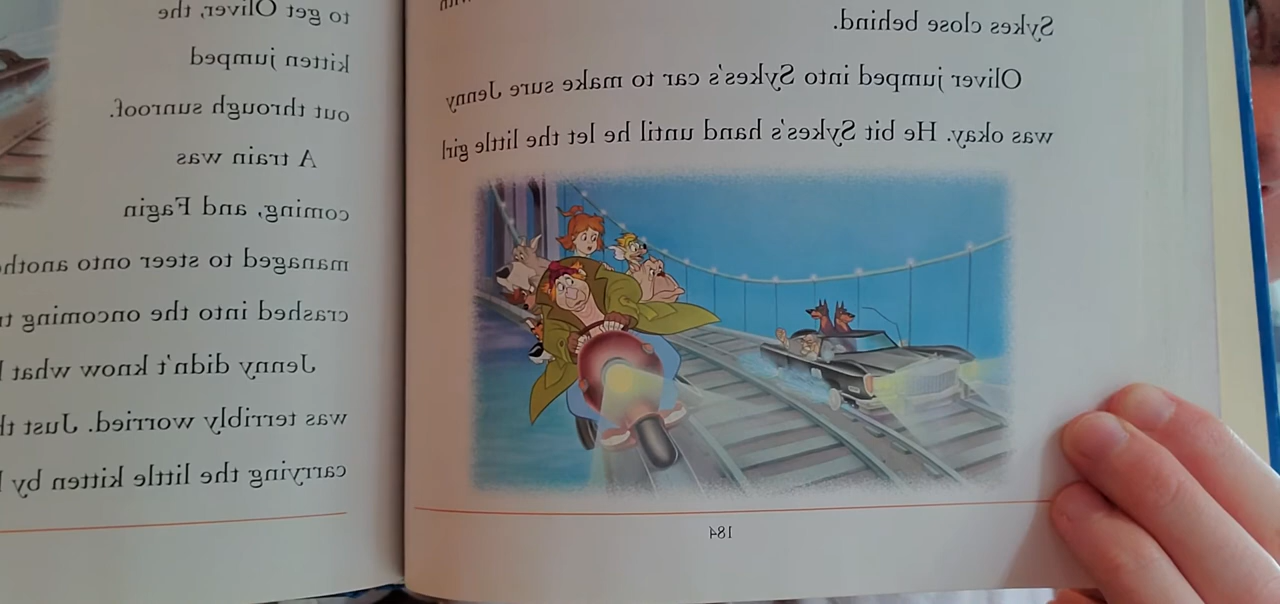 Sykes close behind.
Oliver jumped into Sykes's car to make sure Jenny
was okay. He bit Sykes's hand until he let the little girl
184
to get Oliver, the
kitten jumped
out through sunroof.
A train was
coming, and Fagin
managed to steer onto
crashed into the oncoming
Jenny didn't know what
was terribly worried. Just
carrying the little kitten by